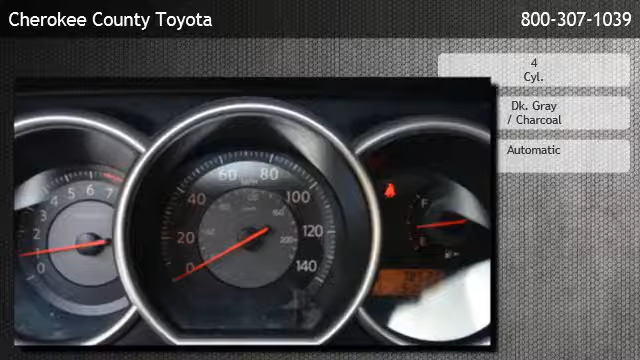 Cherokee County Toyota
800-307-1039
4
Cyl.
Dk. Gray
/ Charcoal
Automatic
0
1
2
3
4 5 6 7
0
20
40
60
80
100
120
140
F
E